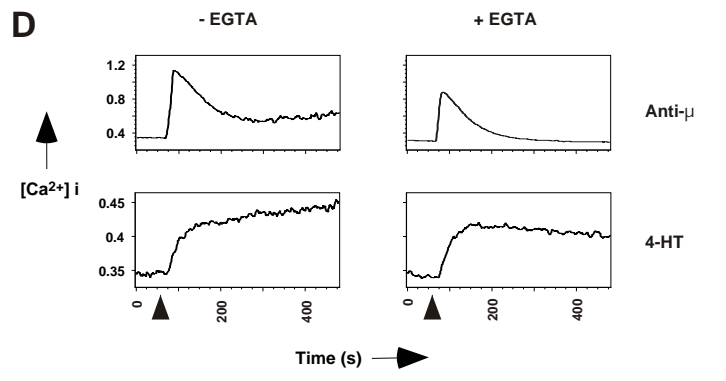 D
- EGTA
+ EGTA
1.2
0.8
0.4
Anti-μ
[Ca²⁺] i
0.45
0.4
0.35
4-HT
0
200
400
0
200
400
Time (s)